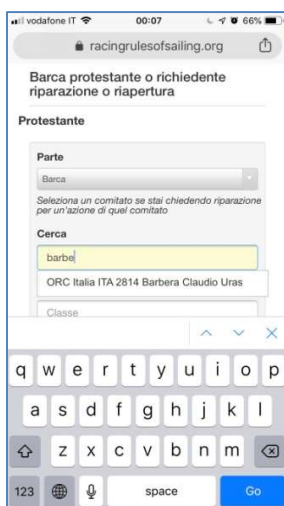 vodafone IT 00:07 66%
racingrulesofsailing.org
Barca protestante o richiedente
riparazione o riapertura
Protestante
Parte
Barca
Seleziona un comitato se stai chiedendo riparazione
per un'azione di quel comitato
Cerca
barbe
ORC Italia ITA 2814 Barbera Claudio Uras
Classe
q w e r t y u i o p
a s d f g h j k l
z x c v b n m
123 space Go